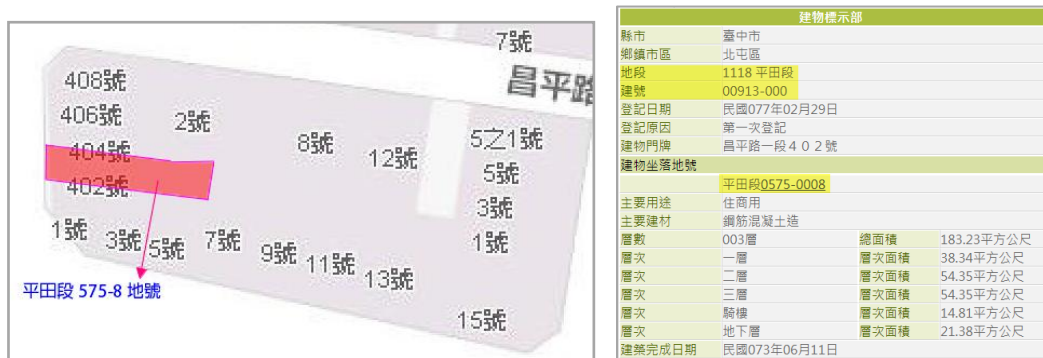 7號
昌平路
408號
406號
2號
8號
12號
5之1號
404號
5號
402號
3號
1號
3號
5號
7號
9號
11號
13號
1號
15號
平田段 575-8 地號
建物標示部
縣市 臺中市
鄉鎮市區 北屯區
地段 1118 平田段
建號 00913-000
登記日期 民國077年02月29日
登記原因 第一次登記
建物門牌 昌平路一段４０２號
建物坐落地號
平田段0575-0008
主要用途 住商用
主要建材 鋼筋混凝土造
層數 003層 總面積 183.23平方公尺
層次 一層 層次面積 38.34平方公尺
層次 二層 層次面積 54.35平方公尺
層次 三層 層次面積 54.35平方公尺
層次 騎樓 層次面積 14.81平方公尺
層次 地下層 層次面積 21.38平方公尺
建築完成日期 民國073年06月11日